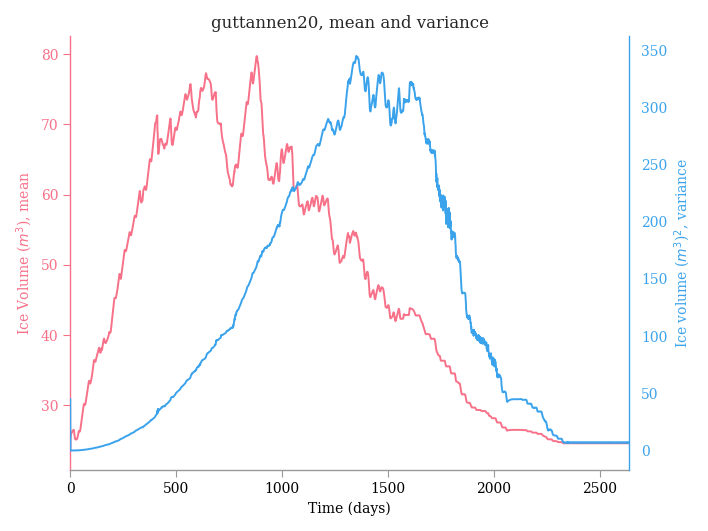 guttannen20, mean and variance
80
70
60
50
40
30
Ice Volume (m³), mean
350
300
250
200
150
100
50
0
Ice volume (m³)², variance
0 500 1000 1500 2000 2500
Time (days)